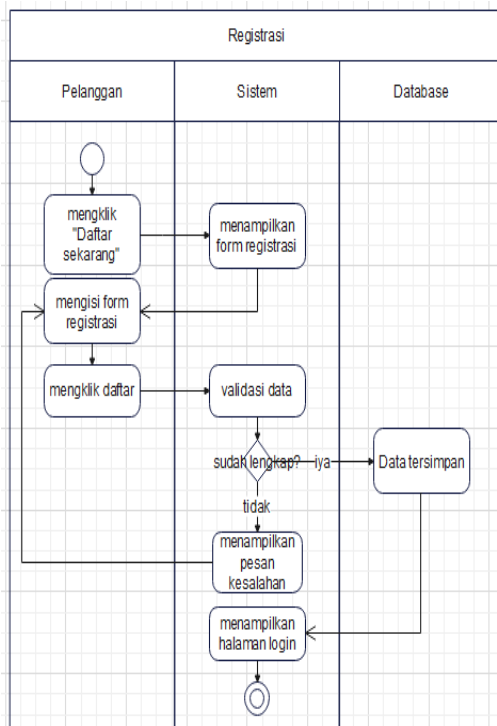 Registrasi
Pelanggan
Sistem
Database
mengklik
"Daftar
sekarang"
menampilkan
form registrasi
mengisi form
registrasi
mengklik daftar
validasi data
sudah lengkap?
iya
Data tersimpan
tidak
menampilkan
pesan
kesalahan
menampilkan
halaman login